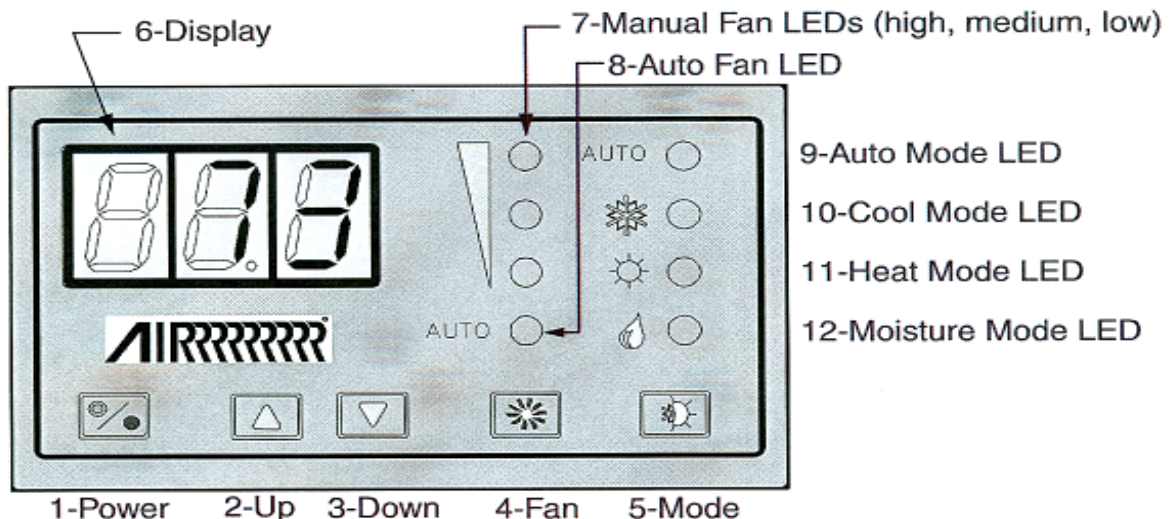 6-Display
7-Manual Fan LEDs (high, medium, low)
8-Auto Fan LED
73
AUTO
9-Auto Mode LED
10-Cool Mode LED
11-Heat Mode LED
AUTO
12-Moisture Mode LED
AIRRRRRRRRR
1-Power 2-Up 3-Down 4-Fan 5-Mode